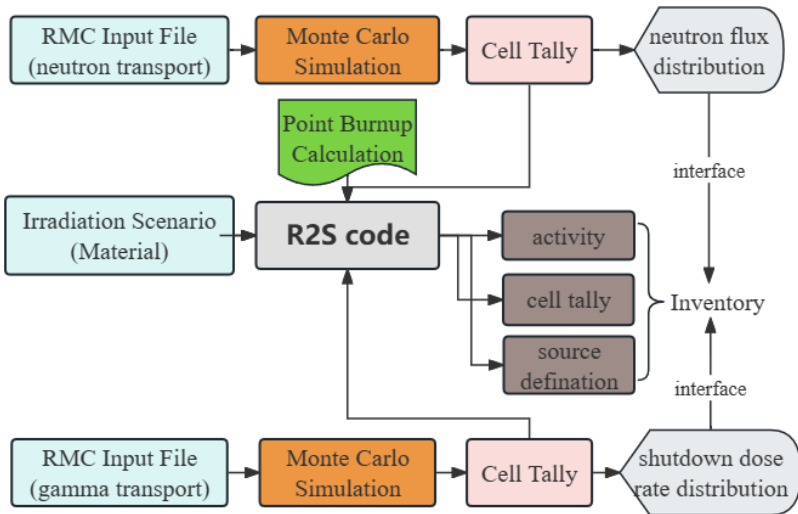 RMC Input File
(neutron transport)
Monte Carlo
Simulation
Cell Tally
neutron flux
distribution
Point Burnup
Calculation
interface
Irradiation Scenario
(Material)
R2S code
activity
cell tally
source
defination
Inventory
interface
RMC Input File
(gamma transport)
Monte Carlo
Simulation
Cell Tally
shutdown dose
rate distribution